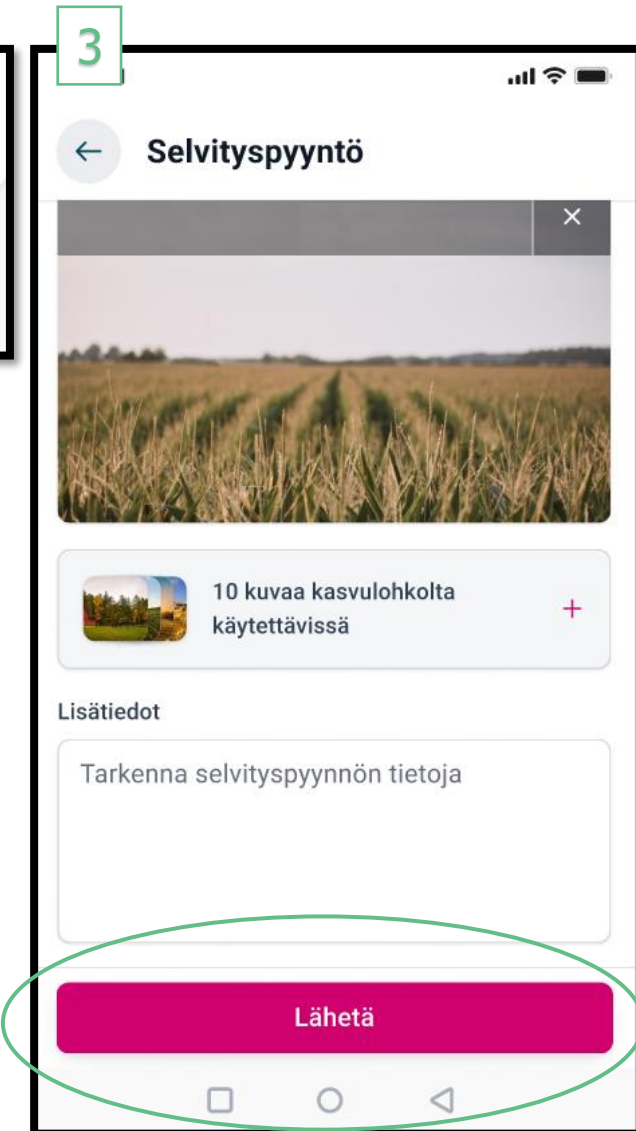 3
Selvityspyyntö
10 kuvaa kasvulohkolta
käytettävissä
Lisätiedot
Tarkenna selvityspyynnön tietoja
Lähetä